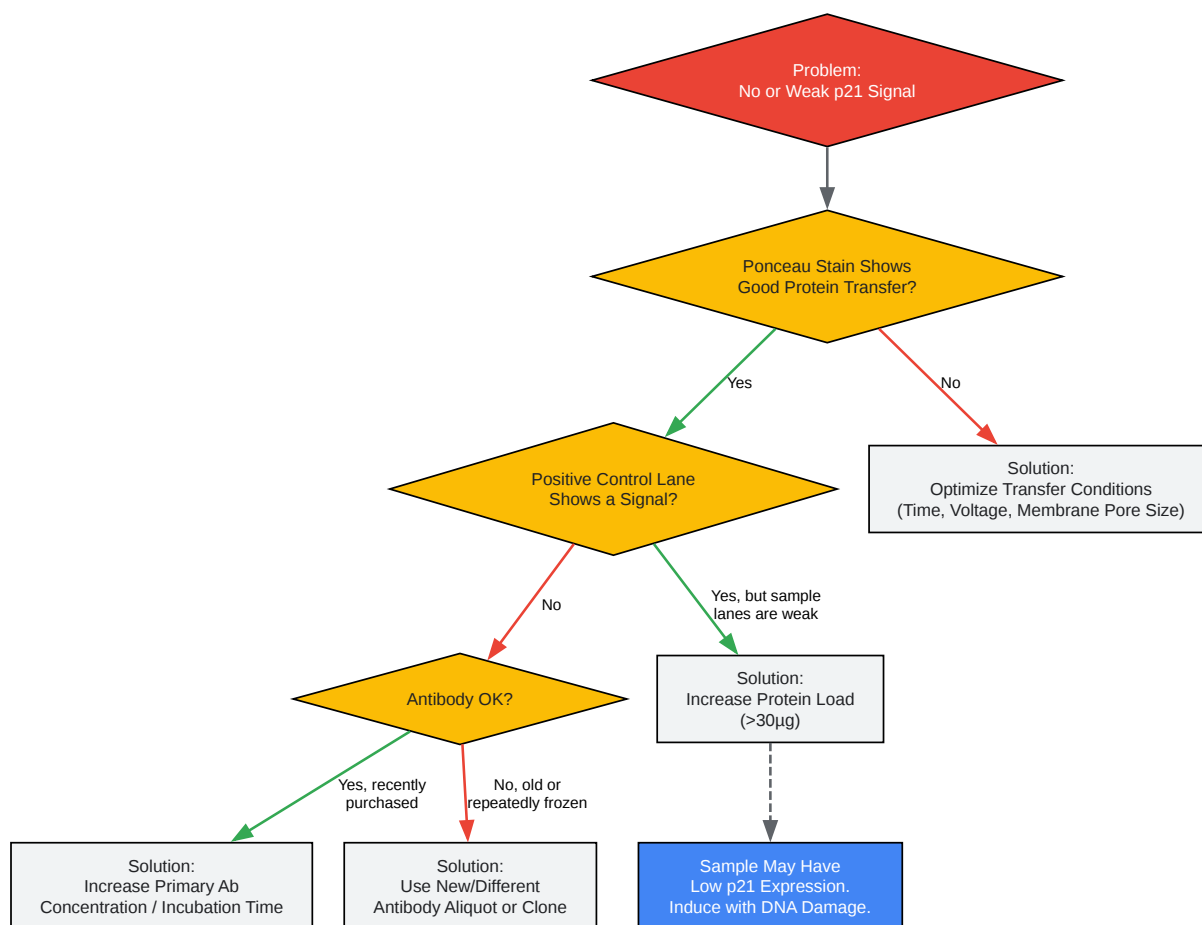 Problem:
No or Weak p21 Signal
Ponceau Stain Shows
Good Protein Transfer?
Yes
No
Positive Control Lane
Shows a Signal?
Solution:
Optimize Transfer Conditions
(Time, Voltage, Membrane Pore Size)
No
Yes, but sample
lanes are weak
Antibody OK?
Solution:
Increase Protein Load
(>30µg)
Yes, recently
purchased
No, old or
repeatedly frozen
Solution:
Increase Primary Ab
Concentration / Incubation Time
Solution:
Use New/Different
Antibody Aliquot or Clone
Sample May Have
Low p21 Expression.
Induce with DNA Damage.